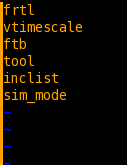 frtl
vtimescale
ftb
tool
inclist
sim_mode
~
~
~
~